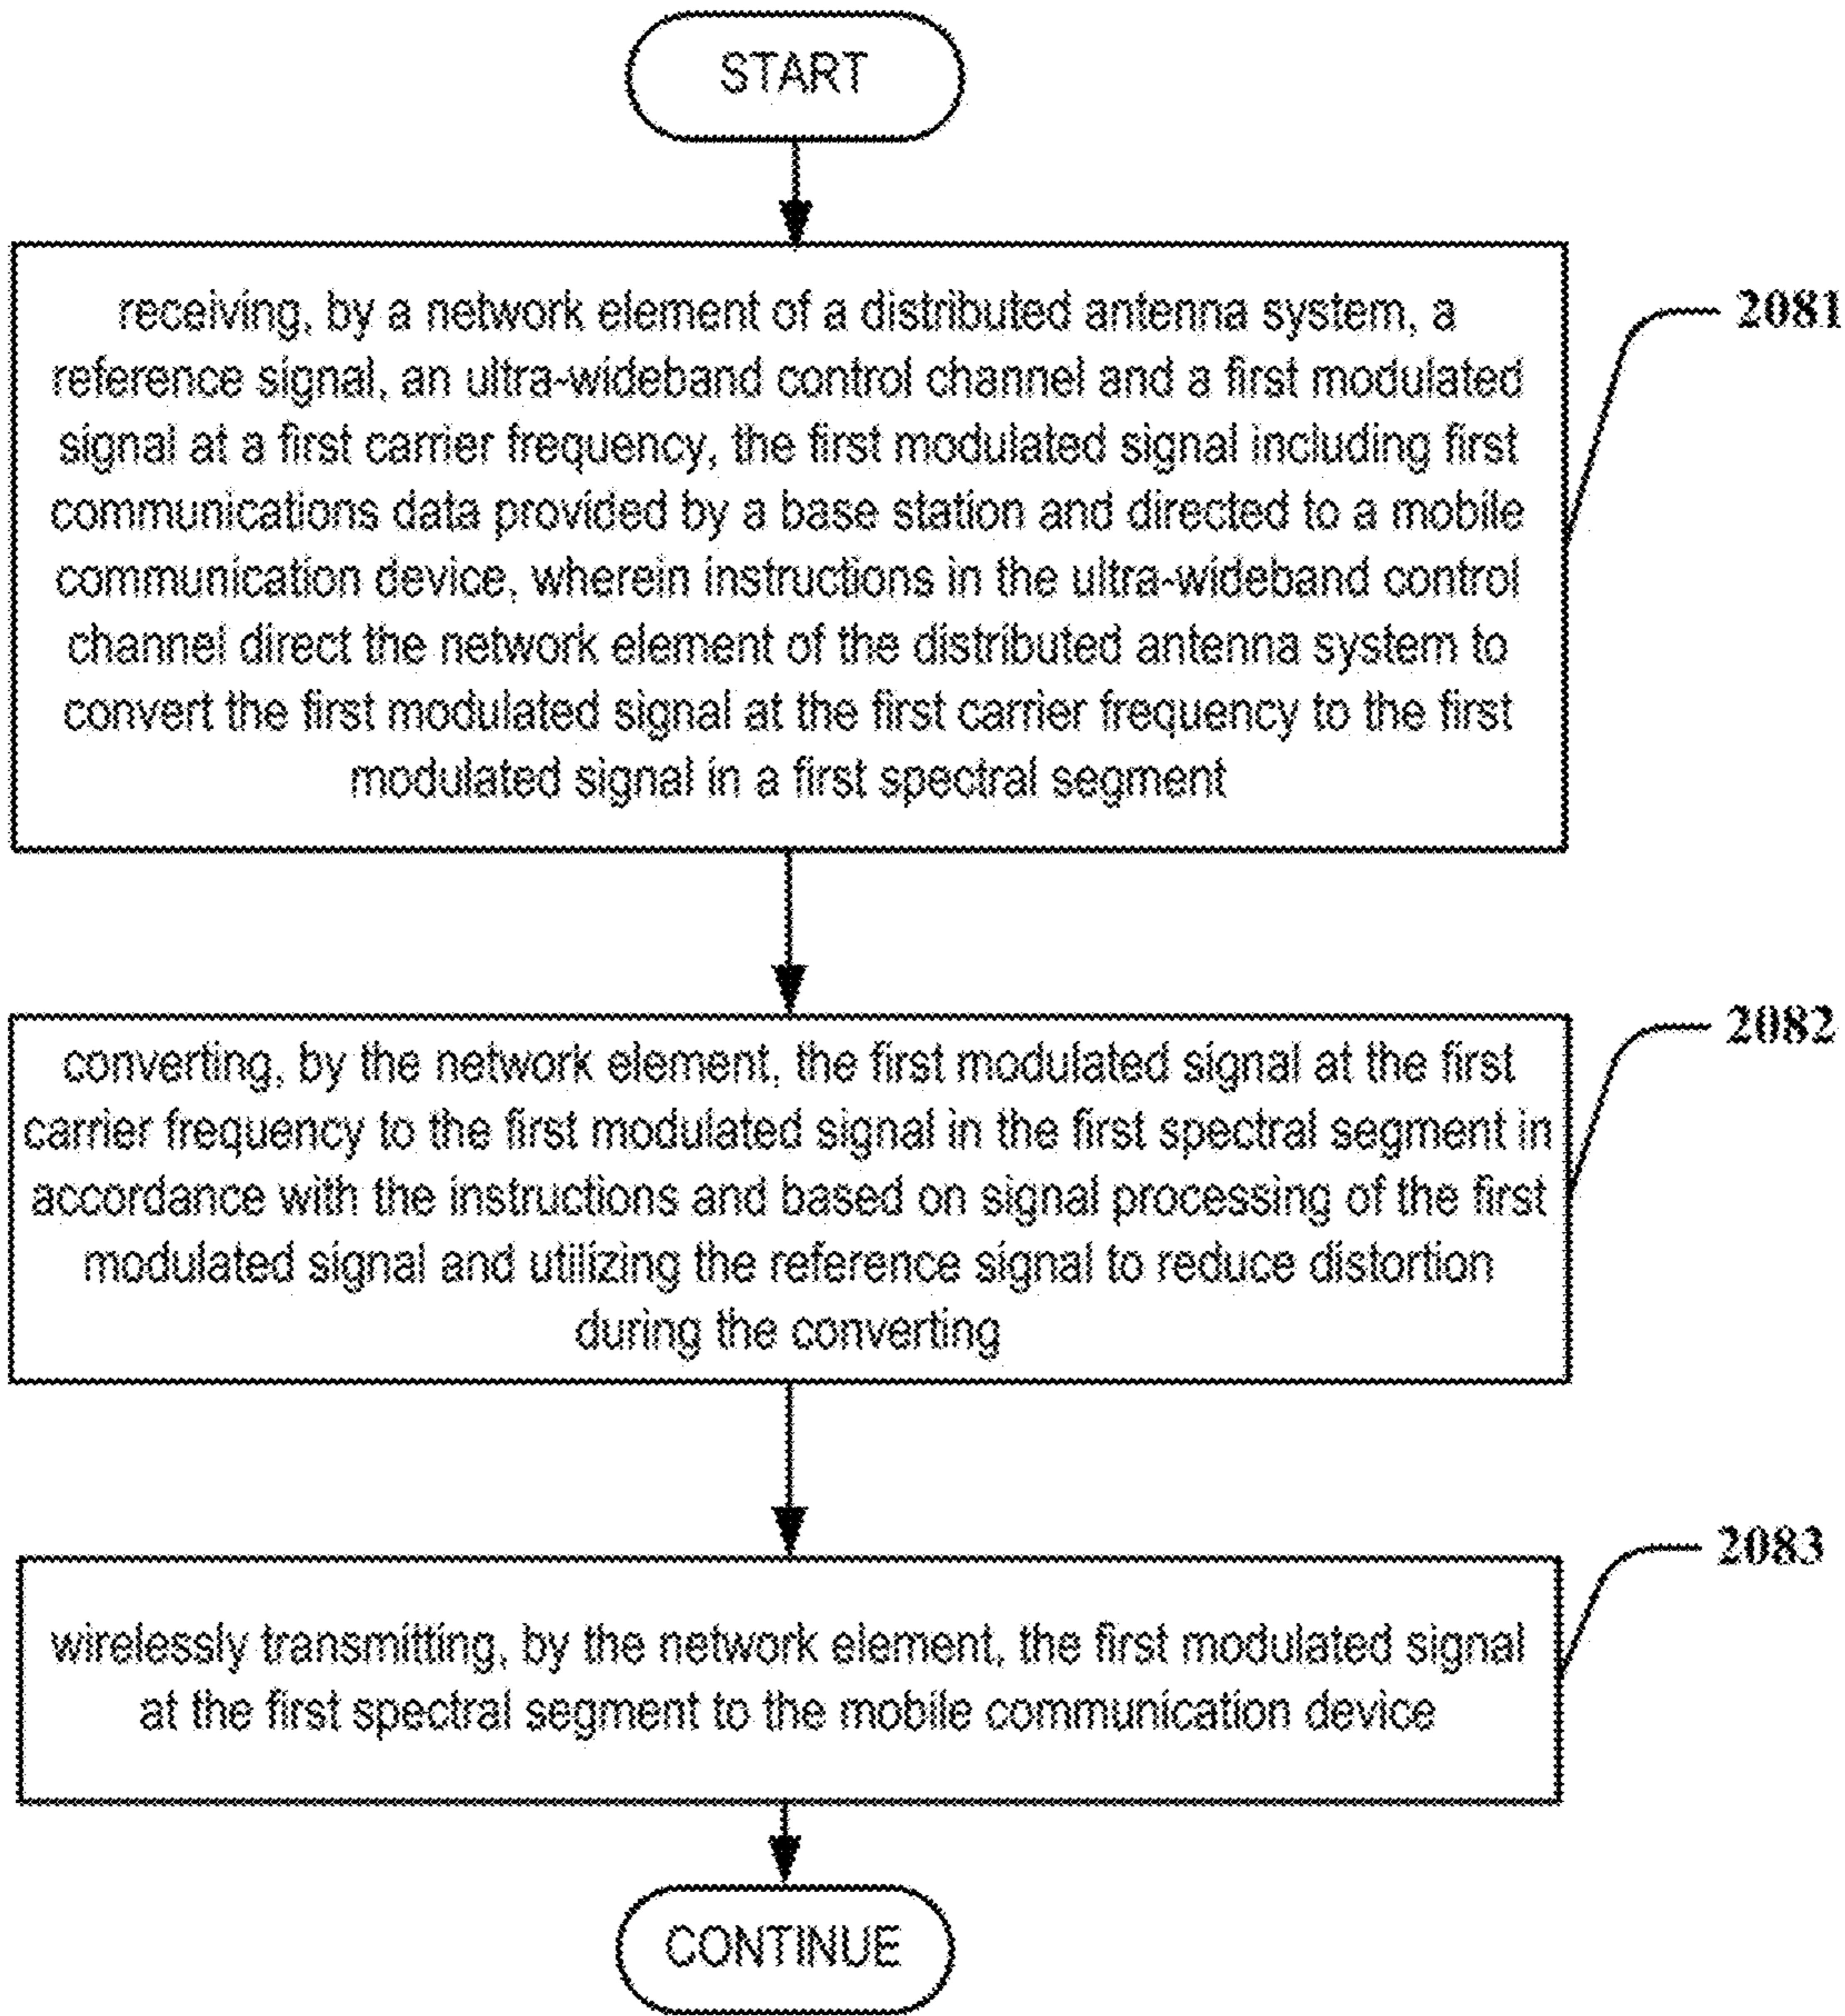 START
receiving, by a network element of a distributed antenna system, a
reference signal, an ultra-wideband control channel and a first modulated
signal at a first carrier frequency, the first modulated signal including first
communications data provided by a base station and directed to a mobile
communication device, wherein instructions in the ultra-wideband control
channel direct the network element of the distributed antenna system to
convert the first modulated signal at the first carrier frequency to the first
modulated signal in a first spectral segment
2081
converting, by the network element, the first modulated signal at the first
carrier frequency to the first modulated signal in the first spectral segment in
accordance with the instructions and based on signal processing of the first
modulated signal and utilizing the reference signal to reduce distortion
during the converting
2082
wirelessly transmitting, by the network element, the first modulated signal
at the first spectral segment to the mobile communication device
2083
CONTINUE